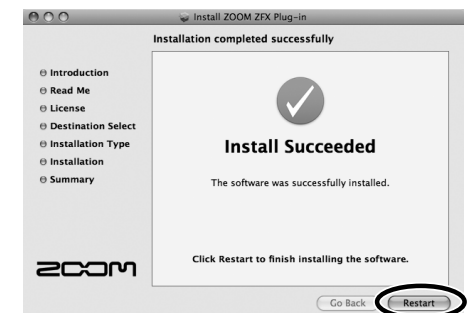 Install ZOOM ZFX Plug-in
Installation completed successfully
Introduction
Read Me
License
Destination Select
Installation Type
Installation
Summary
Install Succeeded
The software was successfully installed.
Click Restart to finish installing the software.
ZOOM
Go Back
Restart